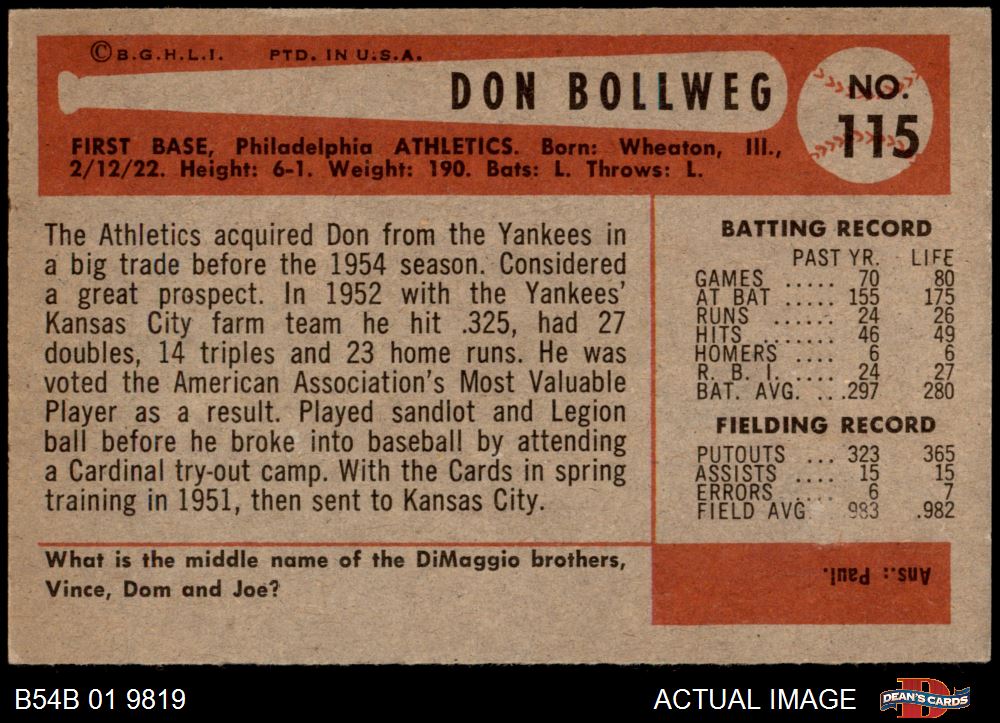 ©B.G.H.L.I. PTD. IN U.S.A.
DON BOLLWEG
NO.
115
FIRST BASE, Philadelphia ATHLETICS. Born: Wheaton, Ill.,
2/12/22. Height: 6-1. Weight: 190. Bats: L. Throws: L.
The Athletics acquired Don from the Yankees in
a big trade before the 1954 season. Considered
a great prospect. In 1952 with the Yankees'
Kansas City farm team he hit .325, had 27
doubles, 14 triples and 23 home runs. He was
voted the American Association's Most Valuable
Player as a result. Played sandlot and Legion
ball before he broke into baseball by attending
a Cardinal try-out camp. With the Cards in spring
training in 1951, then sent to Kansas City.
BATTING RECORD
PAST YR. LIFE
GAMES ..... 70 80
AT BAT ..... 155 175
RUNS ...... 24 26
HITS ....... 46 49
HOMERS .... 6 6
R. B. I. .... 24 27
BAT. AVG. ...297 280
FIELDING RECORD
PUTOUTS ... 323 365
ASSISTS .... 15 15
ERRORS .... 6 7
FIELD AVG. .983 .982
What is the middle name of the DiMaggio brothers,
Vince, Dom and Joe?
Ans.: Paul.
B54B 01 9819
ACTUAL IMAGE
D
DEAN'S CARDS